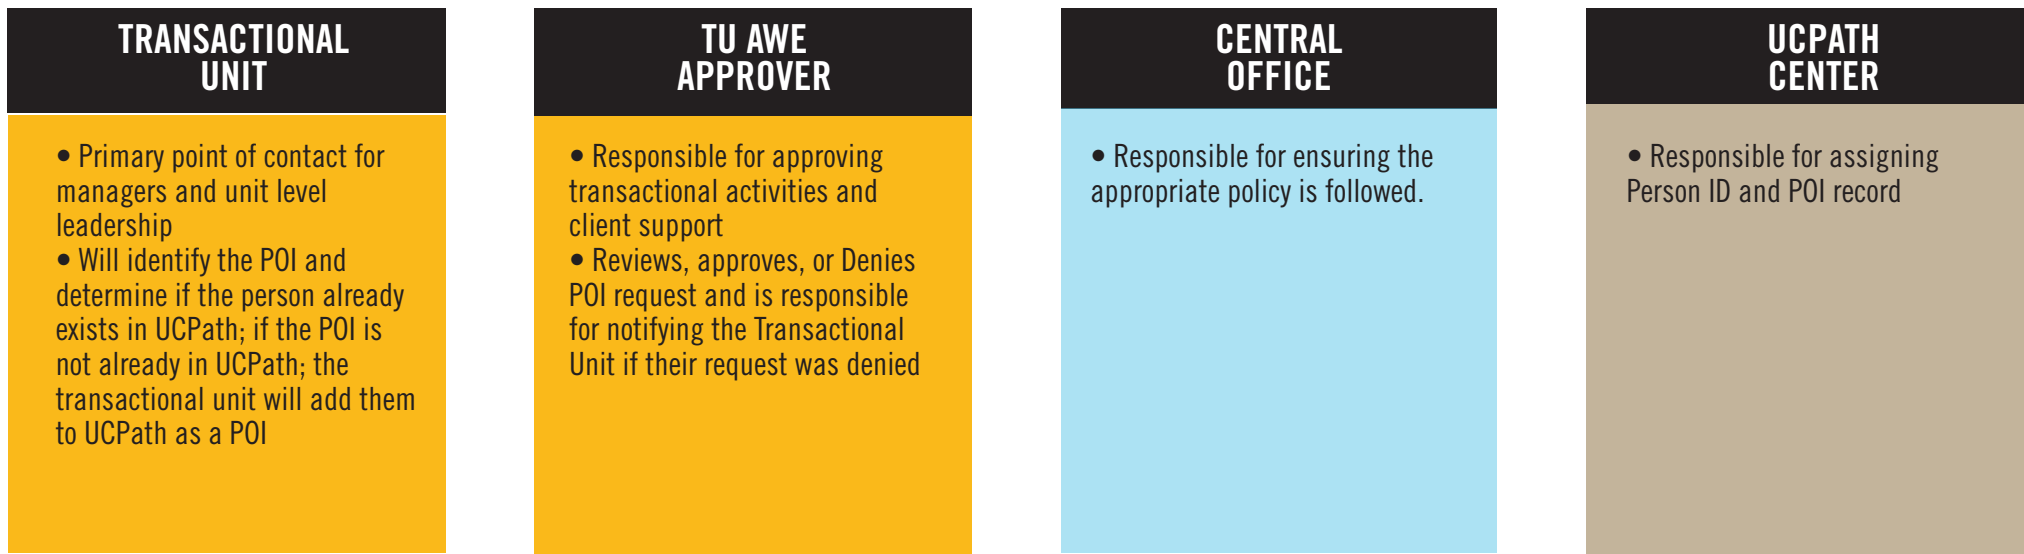 TRANSACTIONAL
UNIT
• Primary point of contact for
managers and unit level
leadership
• Will identify the POI and
determine if the person already
exists in UCPath; if the POI is
not already in UCPath; the
transactional unit will add them
to UCPath as a POI
TU AWE
APPROVER
• Responsible for approving
transactional activities and
client support
• Reviews, approves, or Denies
POI request and is responsible
for notifying the Transactional
Unit if their request was denied
CENTRAL
OFFICE
• Responsible for ensuring the
appropriate policy is followed.
UCPATH
CENTER
• Responsible for assigning
Person ID and POI record